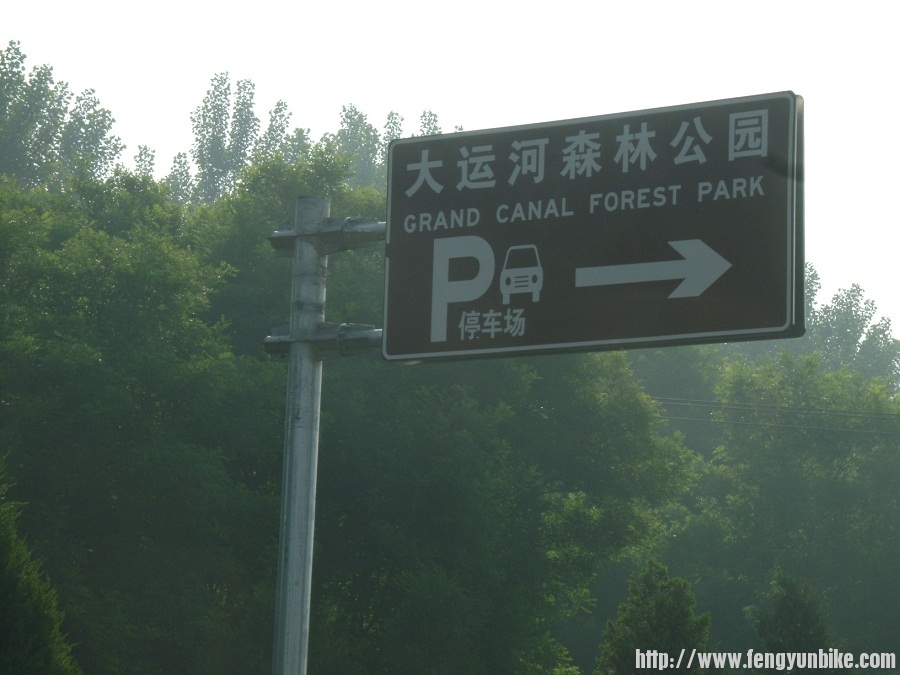 大运河森林公园
GRAND CANAL FOREST PARK
P
停车场
http://www.fengyunbike.com